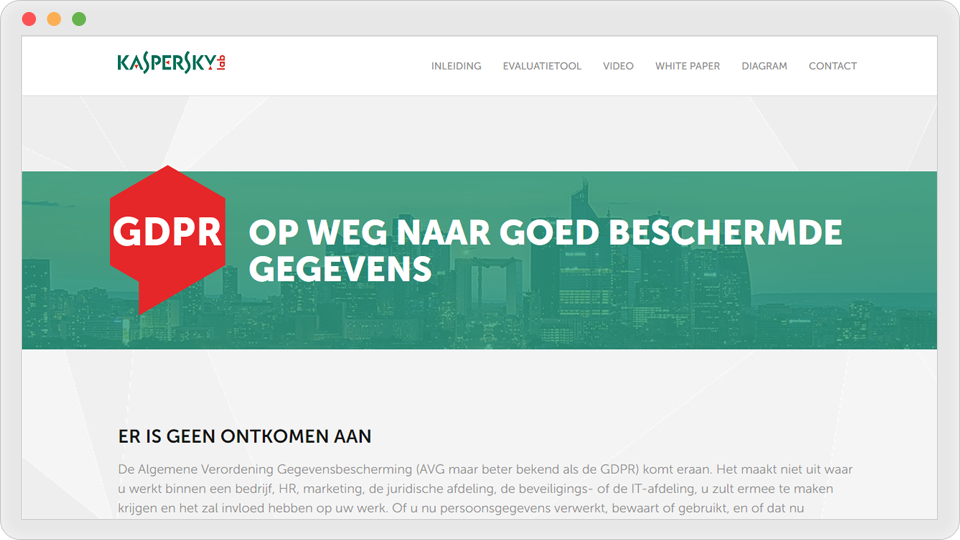 KASPERSKY lab
INLEIDING EVALUATIETOOL VIDEO WHITE PAPER DIAGRAM CONTACT
GDPR
OP WEG NAAR GOED BESCHERMDE
GEGEVENS
ER IS GEEN ONTKOMEN AAN
De Algemene Verordening Gegevensbescherming (AVG maar beter bekend als de GDPR) komt eraan. Het maakt niet uit waar
u werkt binnen een bedrijf, HR, marketing, de juridische afdeling, de beveiligings- of de IT-afdeling, u zult ermee te maken
krijgen en het zal invloed hebben op uw werk. Of u nu persoonsgegevens verwerkt, bewaart of gebruikt, en of dat nu